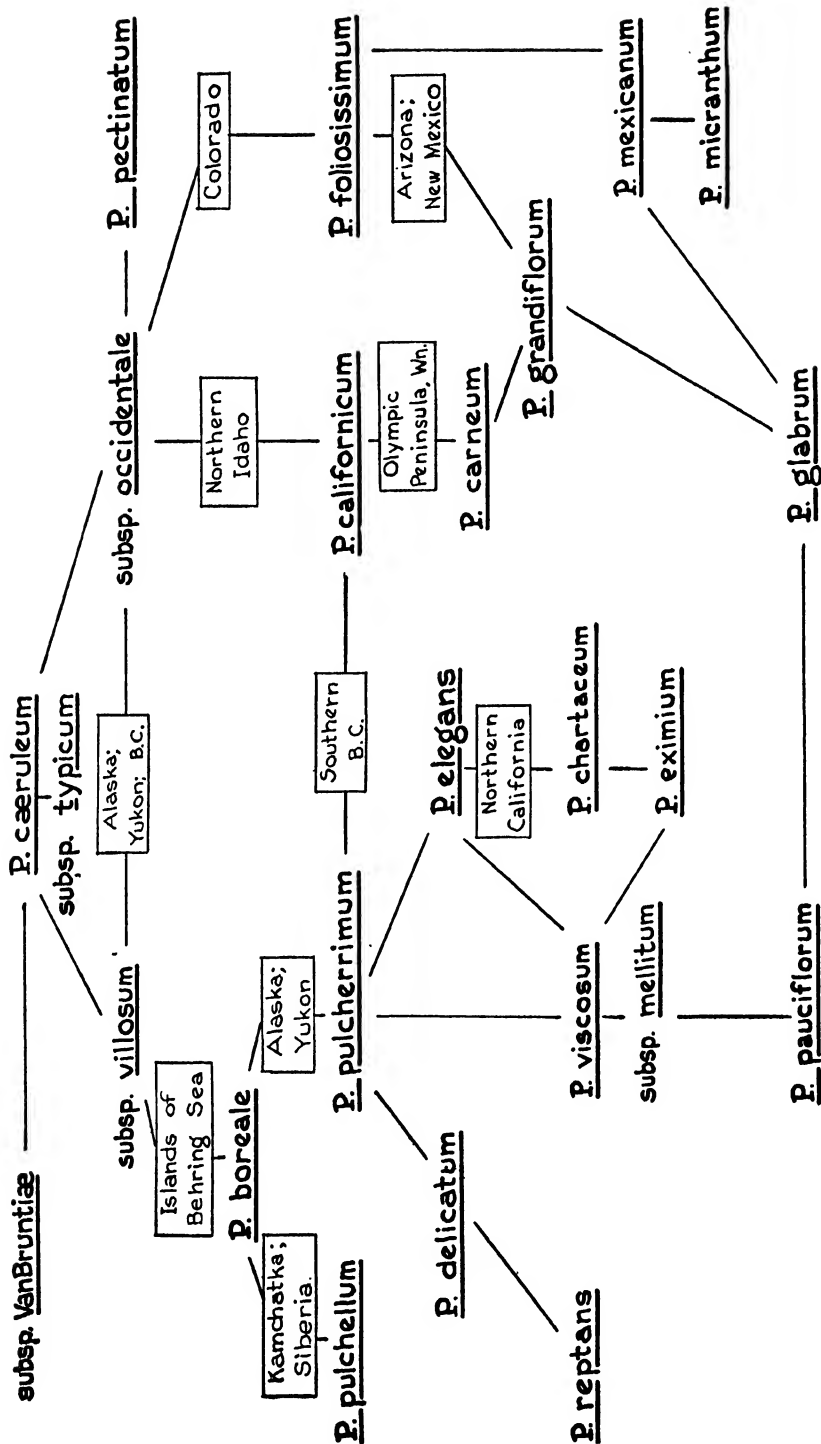 subsp. VanBruntiæ
P. cæruleum
subsp. typicum
subsp. villosum
Alaska;
Yukon; B.C.
subsp. occidentale
P. pectinatum
Islands of
Behring Sea
Northern
Idaho
Colorado
P. boreale
Kamchatka;
Siberia.
Alaska;
Yukon
P. pulchellum
P. pulcherrimum
Southern
B.C.
P. californicum
P. foliosissimum
Olympic
Peninsula, Wn.
Arizona;
New Mexico
P. delicatum
P. elegans
P. carneum
Northern
California
P. grandiflorum
P. chartaceum
P. reptans
P. viscosum
subsp. mellitum
P. eximium
P. mexicanum
P. micranthum
P. pauciflorum
P. glabrum